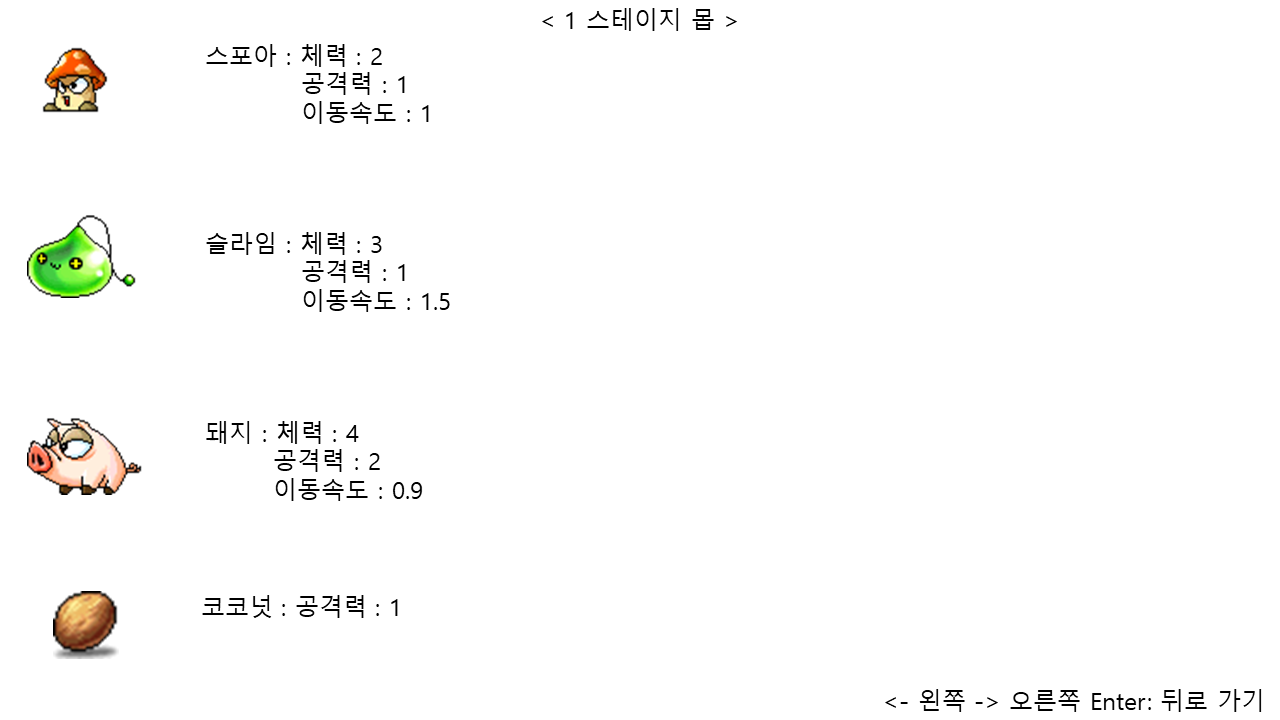 < 1 스테이지 몹 >
스포아 : 체력 : 2
공격력 : 1
이동속도 : 1
슬라임 : 체력 : 3
공격력 : 1
이동속도 : 1.5
돼지 : 체력 : 4
공격력 : 2
이동속도 : 0.9
코코넛 : 공격력 : 1
<- 왼쪽 -> 오른쪽 Enter: 뒤로 가기